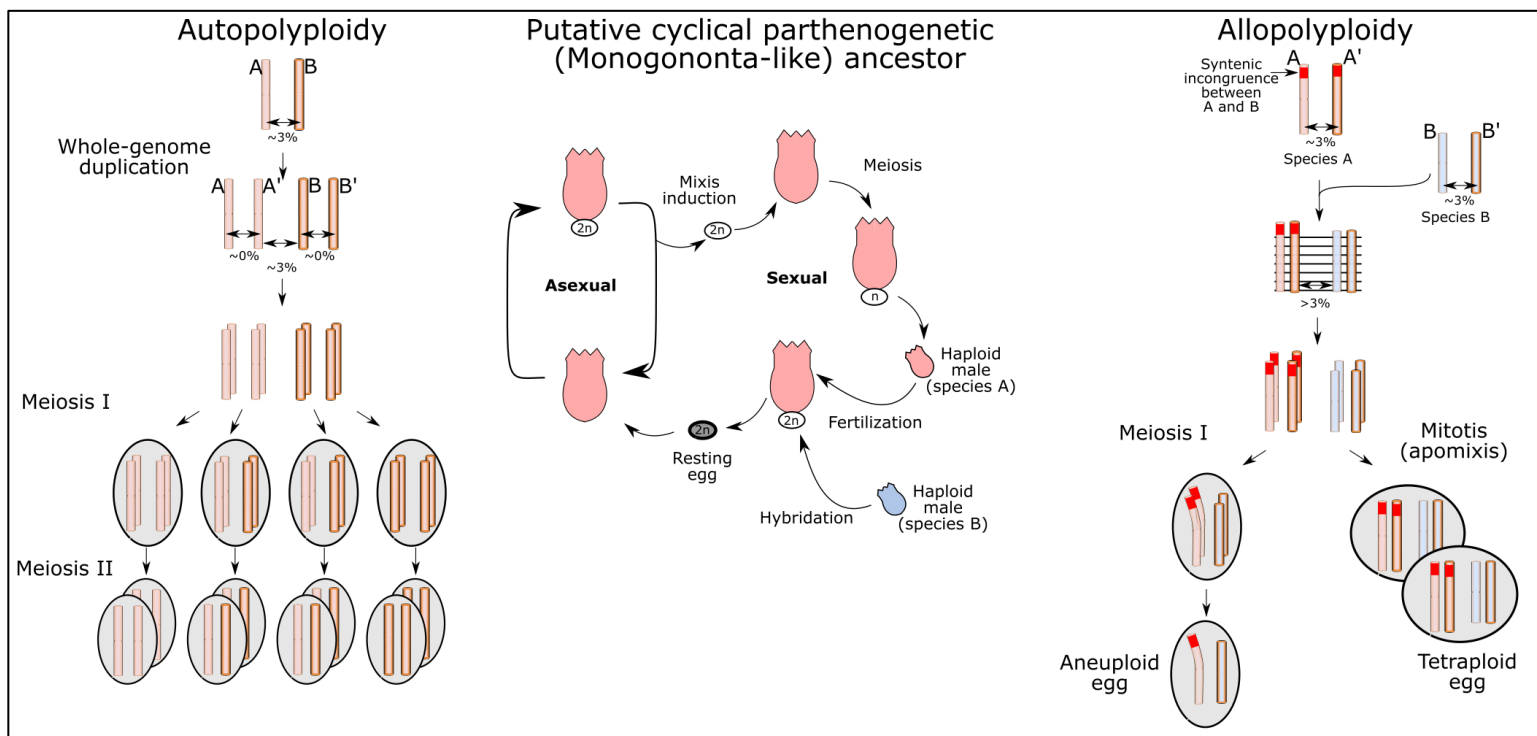 Autopolyploidy
A
B
~3%
Whole-genome
duplication
A
A'
B
B'
~0%
~0%
~3%
Meiosis I
Meiosis II
Putative cyclical parthenogenetic
(Monogononta-like) ancestor
2n
Mixis
induction
2n
Meiosis
Asexual
Sexual
n
Haploid
male
(species A)
Fertilization
2n
2n
Resting
egg
Hybridation
Haploid
male
(species B)
Allopolyploidy
Syntenic
incongruence
between
A and B
A
A'
~3%
Species A
B
B'
~3%
Species B
>3%
Meiosis I
Mitotis
(apomixis)
Aneuploid
egg
Tetraploid
egg